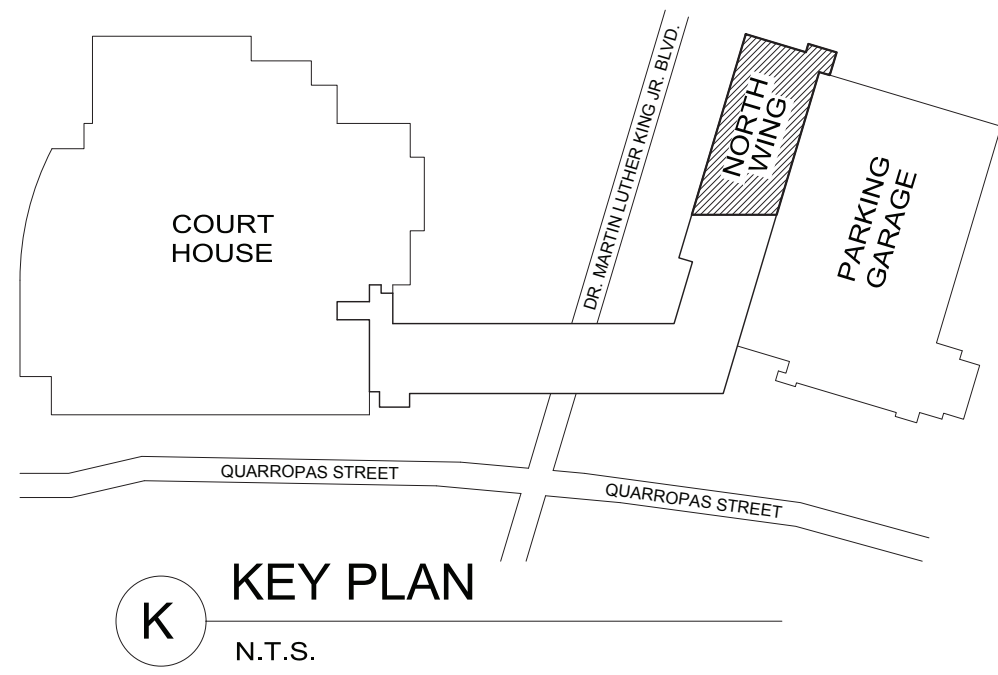 DR. MARTIN LUTHER KING JR. BLVD.
NORTH
WING
COURT
HOUSE
PARKING
GARAGE
QUARROPAS STREET
QUARROPAS STREET
K
KEY PLAN
N.T.S.